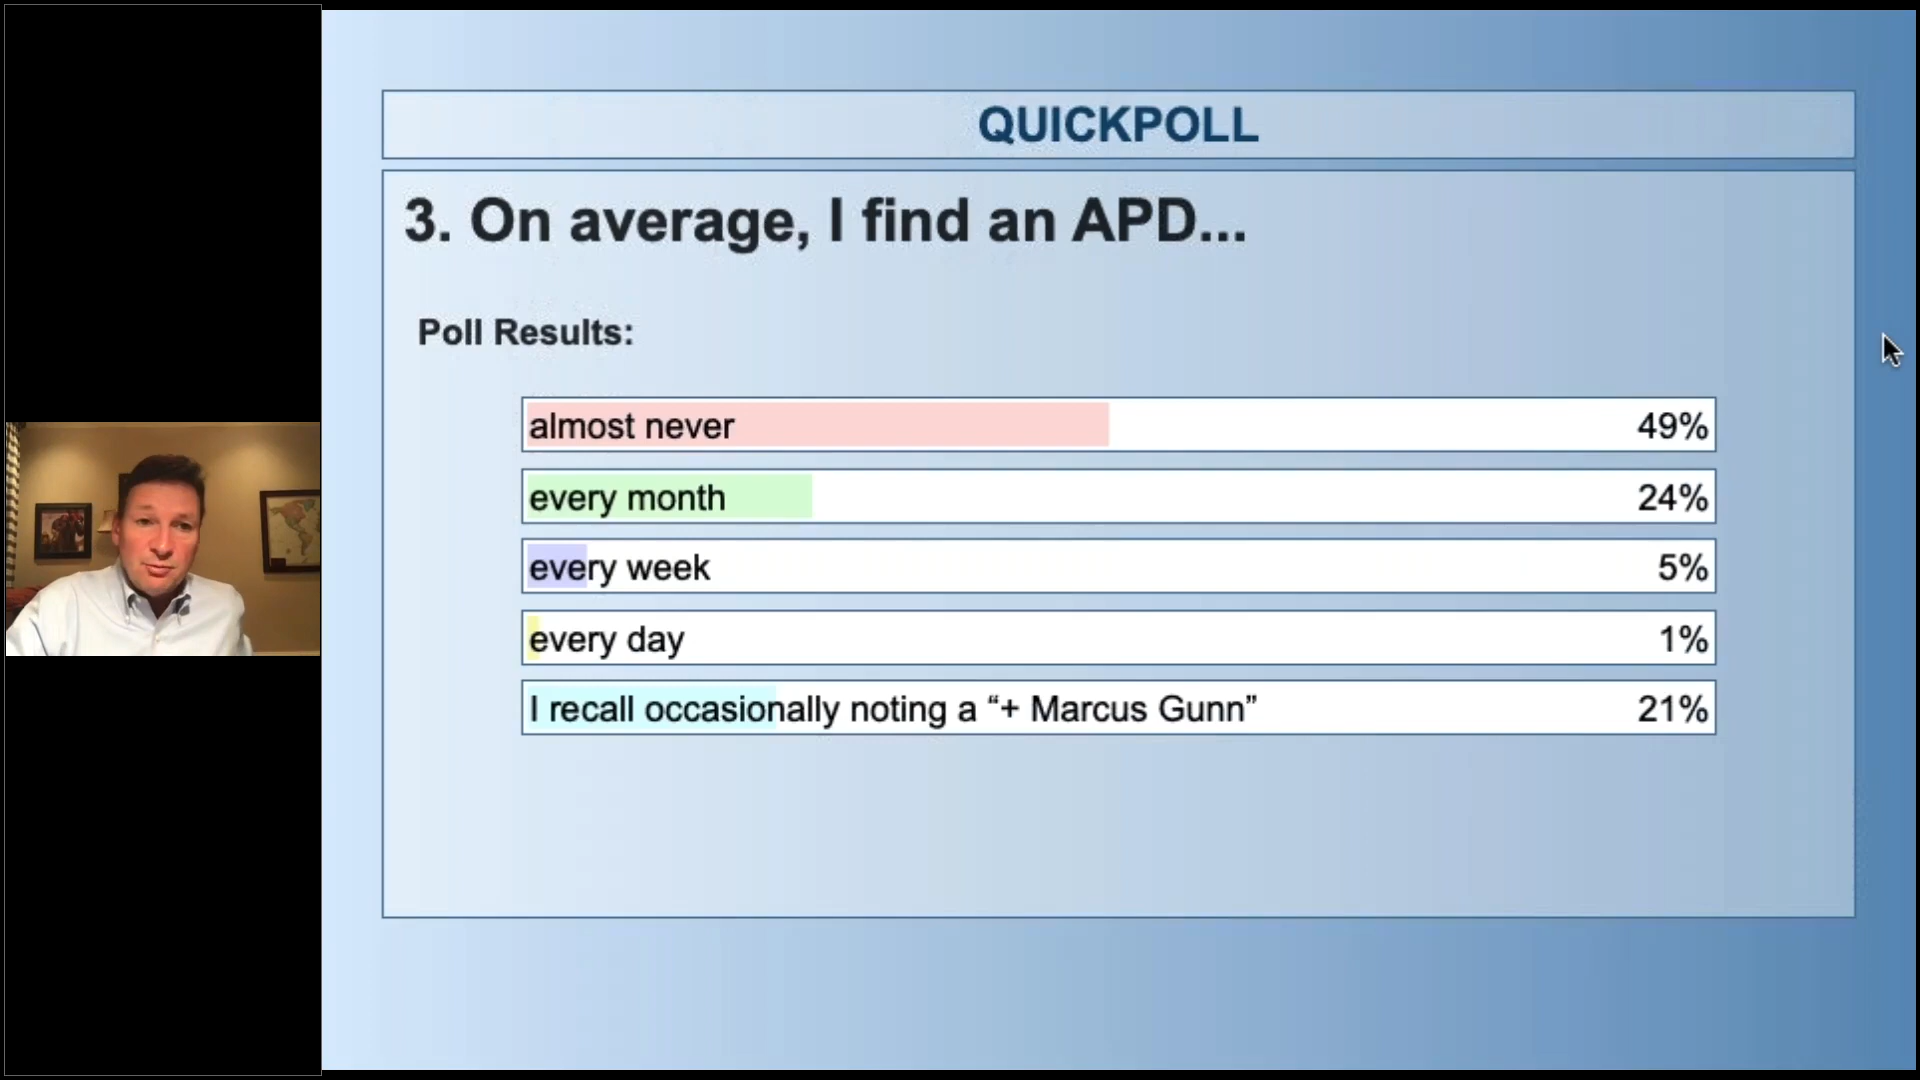 QUICKPOLL
3. On average, I find an APD...
Poll Results:
almost never 49%
every month 24%
every week 5%
every day 1%
I recall occasionally noting a “+ Marcus Gunn” 21%